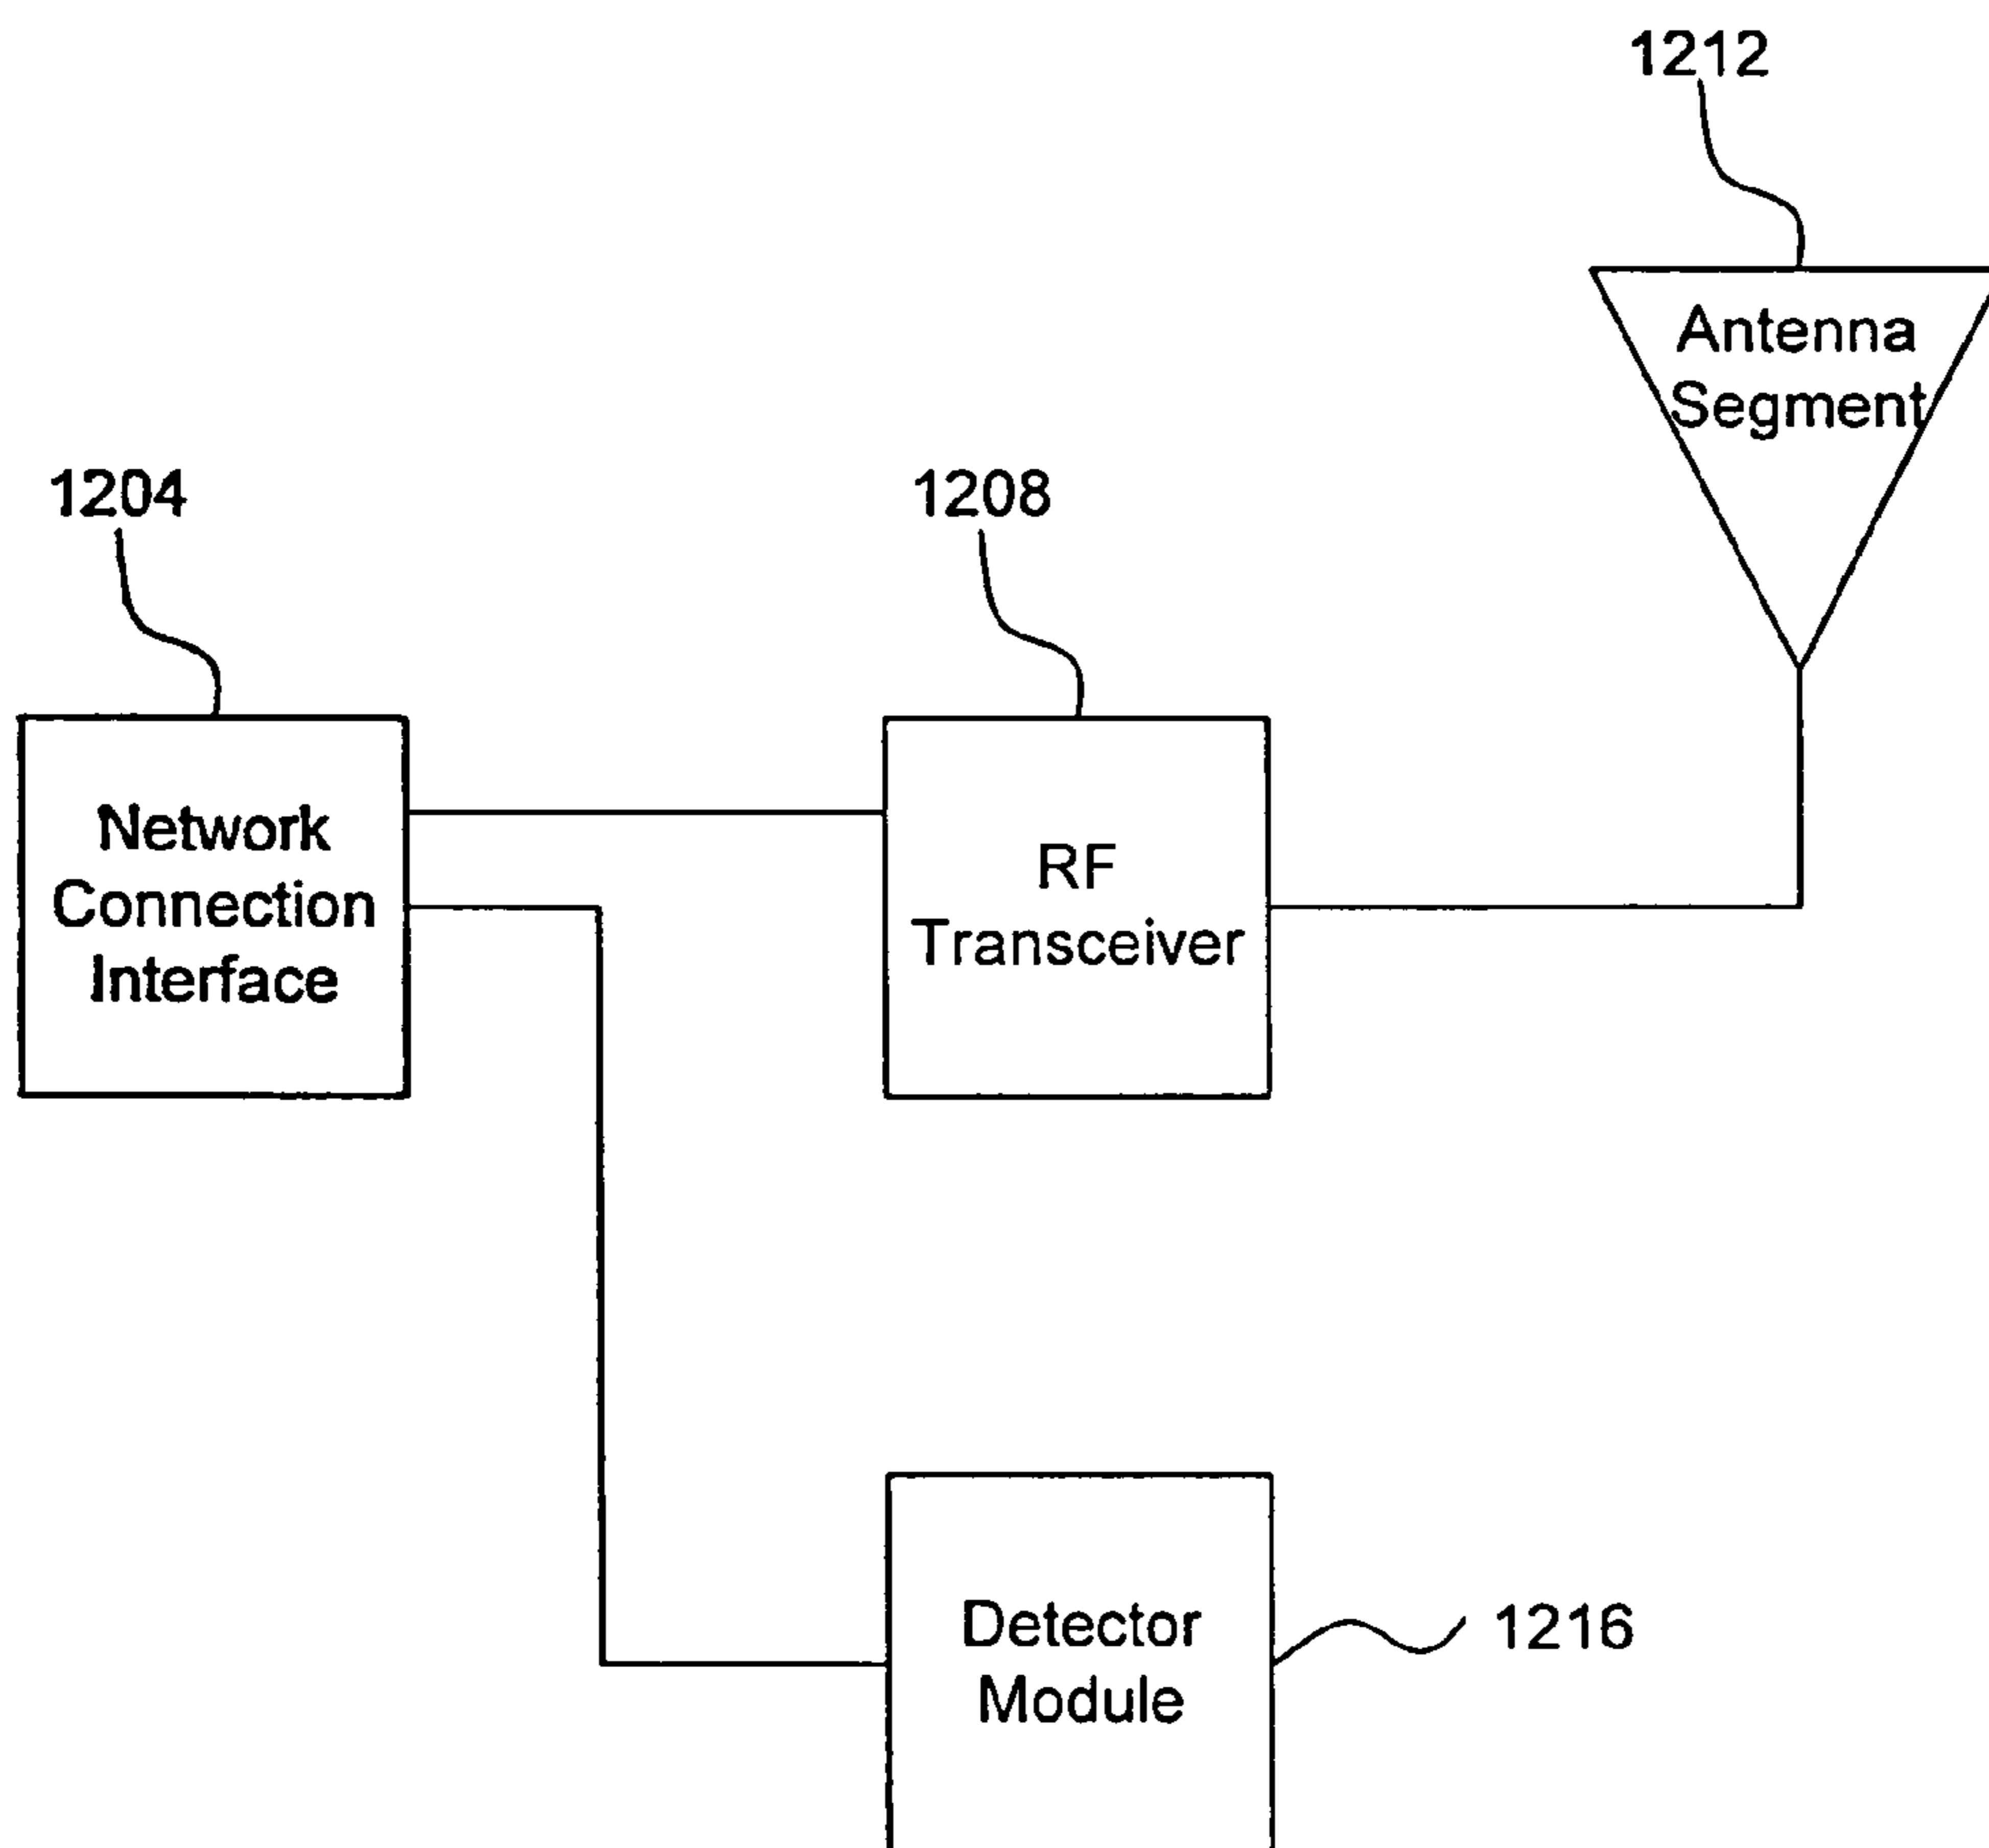 1212
Antenna
Segment
1204
1208
Network
Connection
Interface
RF
Transceiver
Detector
Module
1216